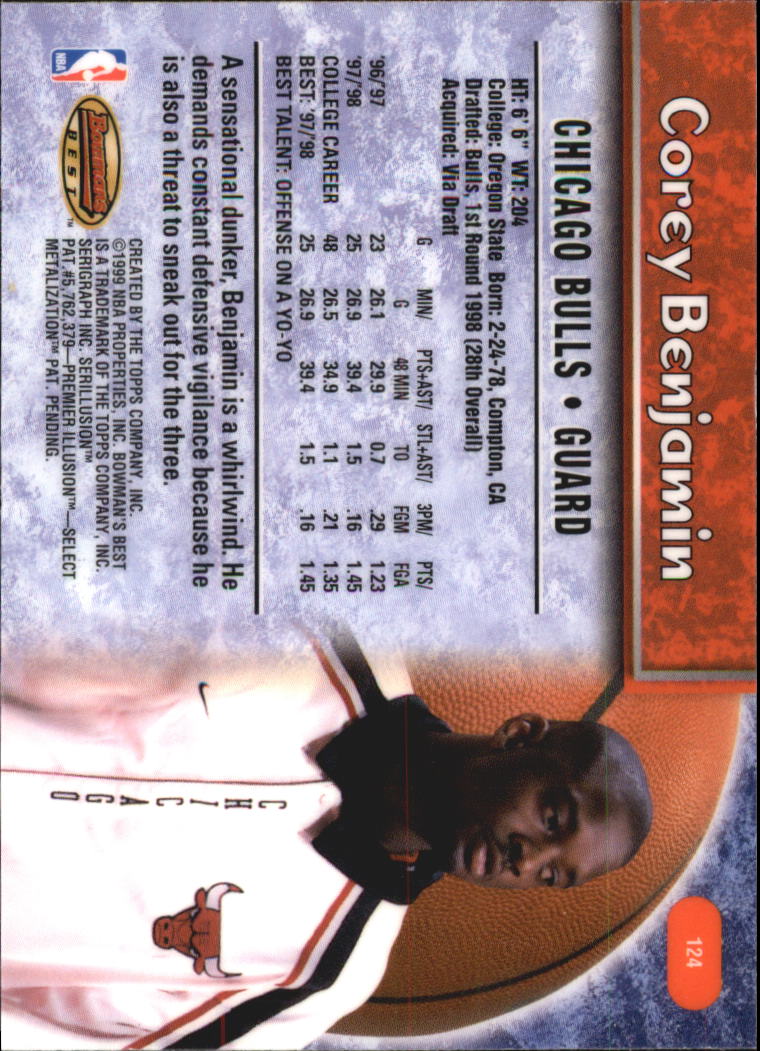 Corey Benjamin
124
CHICAGO BULLS • GUARD
HT: 6' 6" WT: 204
College: Oregon State Born: 2-24-78, Compton, CA
Drafted: Bulls, 1st Round 1998 (28th Overall)
Acquired: Via Draft
G MIN/ PTS+AST/ STL+AST/ 3PM/ PTS/
G 48 MIN TO FGM FGA
'96/'97 23 26.1 29.9 0.7 .29 1.23
'97/'98 25 26.9 39.4 1.5 .16 1.45
COLLEGE CAREER 48 26.5 34.9 1.1 .21 1.35
BEST: '97/'98 25 26.9 39.4 1.5 .16 1.45
BEST TALENT: OFFENSE ON A YO-YO
A sensational dunker, Benjamin is a whirlwind. He
demands constant defensive vigilance because he
is also a threat to sneak out for the three.
NBA
Bowman's
BEST™
CREATED BY THE TOPPS COMPANY, INC.
©1999 NBA PROPERTIES, INC. BOWMAN'S BEST
IS A TRADEMARK OF THE TOPPS COMPANY, INC.
SERIGRAPH INC. SERILLUSION™
PAT. #5,762,379—PREMIER ILLUSION™—SELECT
METALIZATION™ PAT. PENDING.
CHICAGO